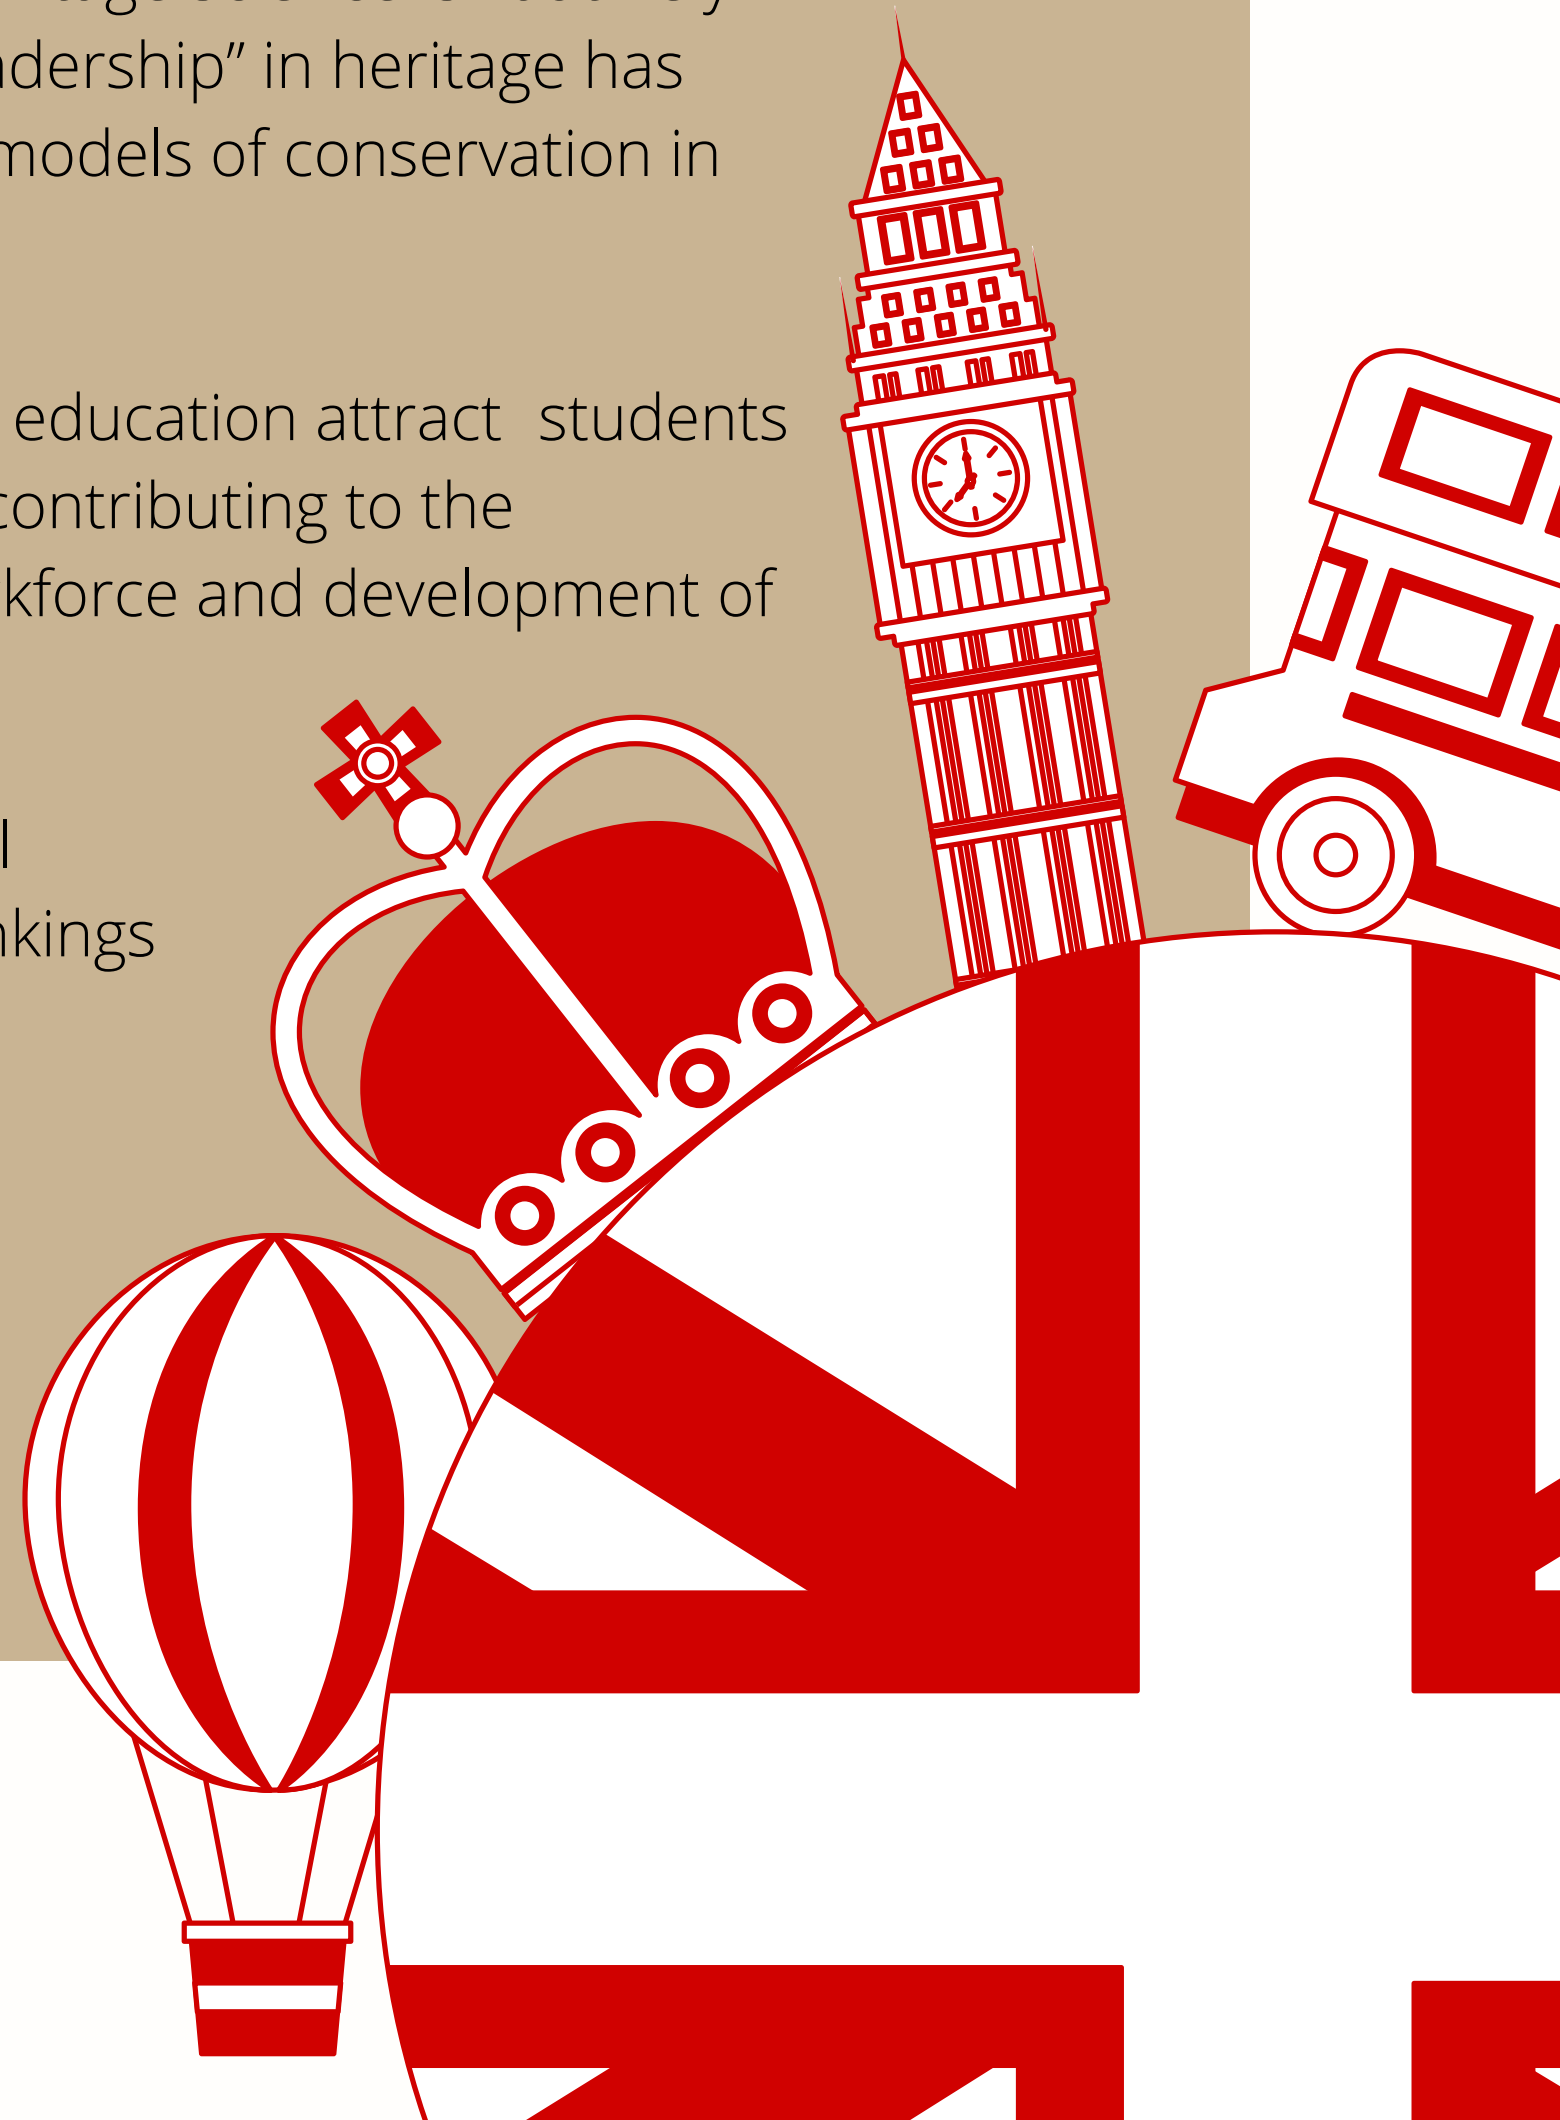 dership” in heritage has
models of conservation in
education attract students
contributing to the
kforce and development of
l
nkings